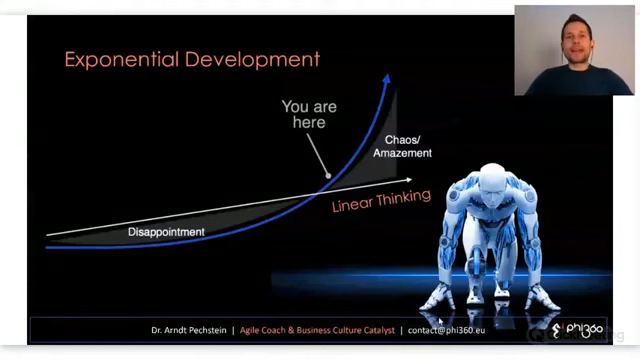 Exponential Development
You are
here
Chaos/
Amazement
Linear Thinking
Disappointment
Dr. Arndt Pechstein | Agile Coach & Business Culture Catalyst | contact@phi360.eu
phi360